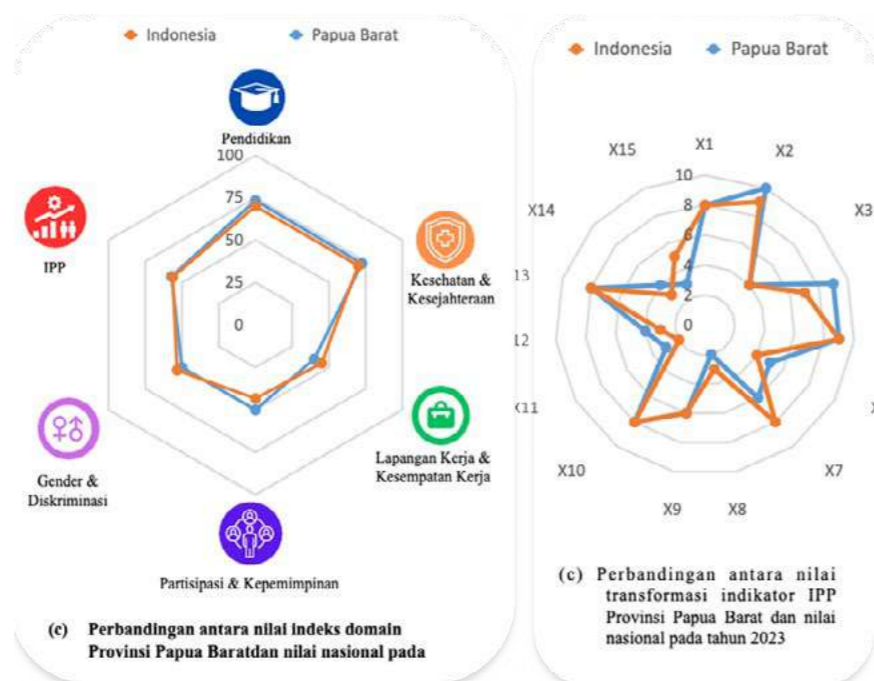 Indonesia Papua Barat
Pendidikan
100
75
50
25
0
IPP
Kesehatan &
Kesejahteraan
Lapangan Kerja &
Kesempatan Kerja
Gender &
Diskriminasi
Partisipasi & Kepemimpinan
(c) Perbandingan antara nilai indeks domain
Provinsi Papua Baratdan nilai nasional pada
Indonesia Papua Barat
X1
X15
X2
X14
X3
10
8
6
4
2
0
13
12
X11
X
X10
X7
X9
X8
(c) Perbandingan antara nilai
transformasi indikator IPP
Provinsi Papua Barat dan nilai
nasional pada tahun 2023